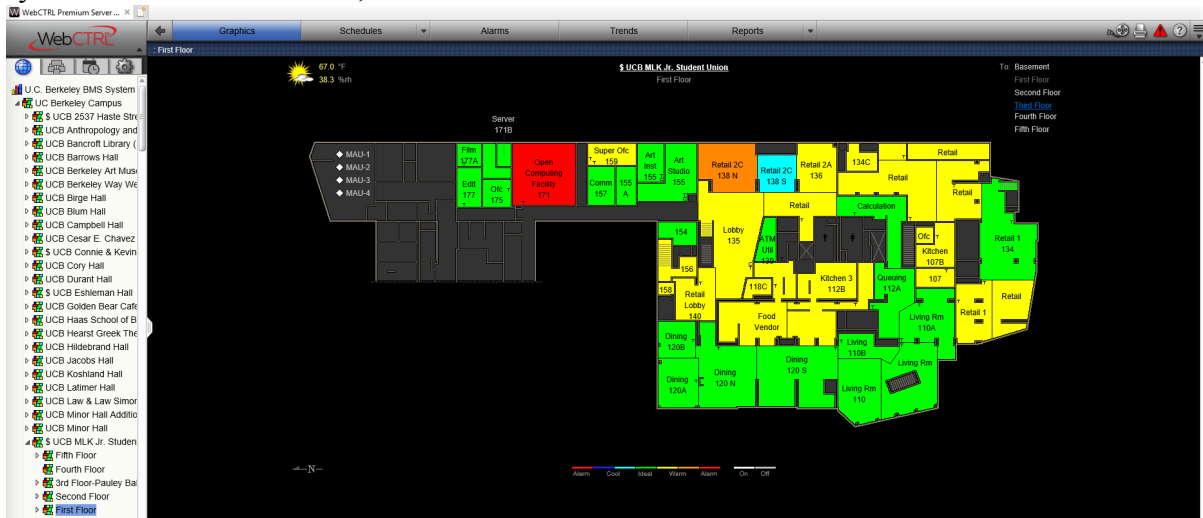 WebCTRL Premium Server ...
WebCTRL
Graphics
Schedules
Alarms
Trends
Reports
: First Floor
U.C. Berkeley BMS System
UC Berkeley Campus
$ UCB 2537 Haste Stre
UCB Anthropology and
UCB Bancroft Library (
UCB Barrows Hall
UCB Berkeley Art Muse
UCB Berkeley Way We
UCB Birge Hall
UCB Blum Hall
UCB Campbell Hall
UCB Cesar E. Chavez
$ UCB Connie & Kevin
UCB Cory Hall
UCB Durant Hall
$ UCB Eshleman Hall
UCB Golden Bear Cafe
UCB Haas School of B
UCB Hearst Greek The
UCB Hildebrand Hall
UCB Jacobs Hall
UCB Koshland Hall
UCB Latimer Hall
UCB Law & Law Simor
UCB Minor Hall Additio
UCB Minor Hall
$ UCB MLK Jr. Studen
Fifth Floor
Fourth Floor
3rd Floor-Pauley Bal
Second Floor
First Floor
67.0 °F
38.3 %rh
$ UCB MLK Jr. Student Union
First Floor
To: Basement
First Floor
Second Floor
Third Floor
Fourth Floor
Fifth Floor
Server
171B
MAU-1
MAU-2
MAU-3
MAU-4
Film
177A
Edit
177
Ofc
175
Open
Computing
Facility
171
Super Ofc
159
Comm
157
155
A
Art
Inst
155
Art
Studio
155
Retail 2C
138 N
Retail 2C
138 S
Retail 2A
136
134C
Retail
Retail
Retail
Retail
Calculation
Lobby
135
154
ATM
Util
139
156
158
Retail
Lobby
140
118C
Kitchen 3
112B
Queuing
112A
Ofc
Kitchen
107B
107
Retail 1
134
Retail
Retail 1
Food
Vendor
Living Rm
110A
Living
110B
Living Rm
Living Rm
110
Dining
120B
Dining
120A
Dining
120 N
Dining
120 S
N
Alarm
Cool
Ideal
Warm
Alarm
On
Off